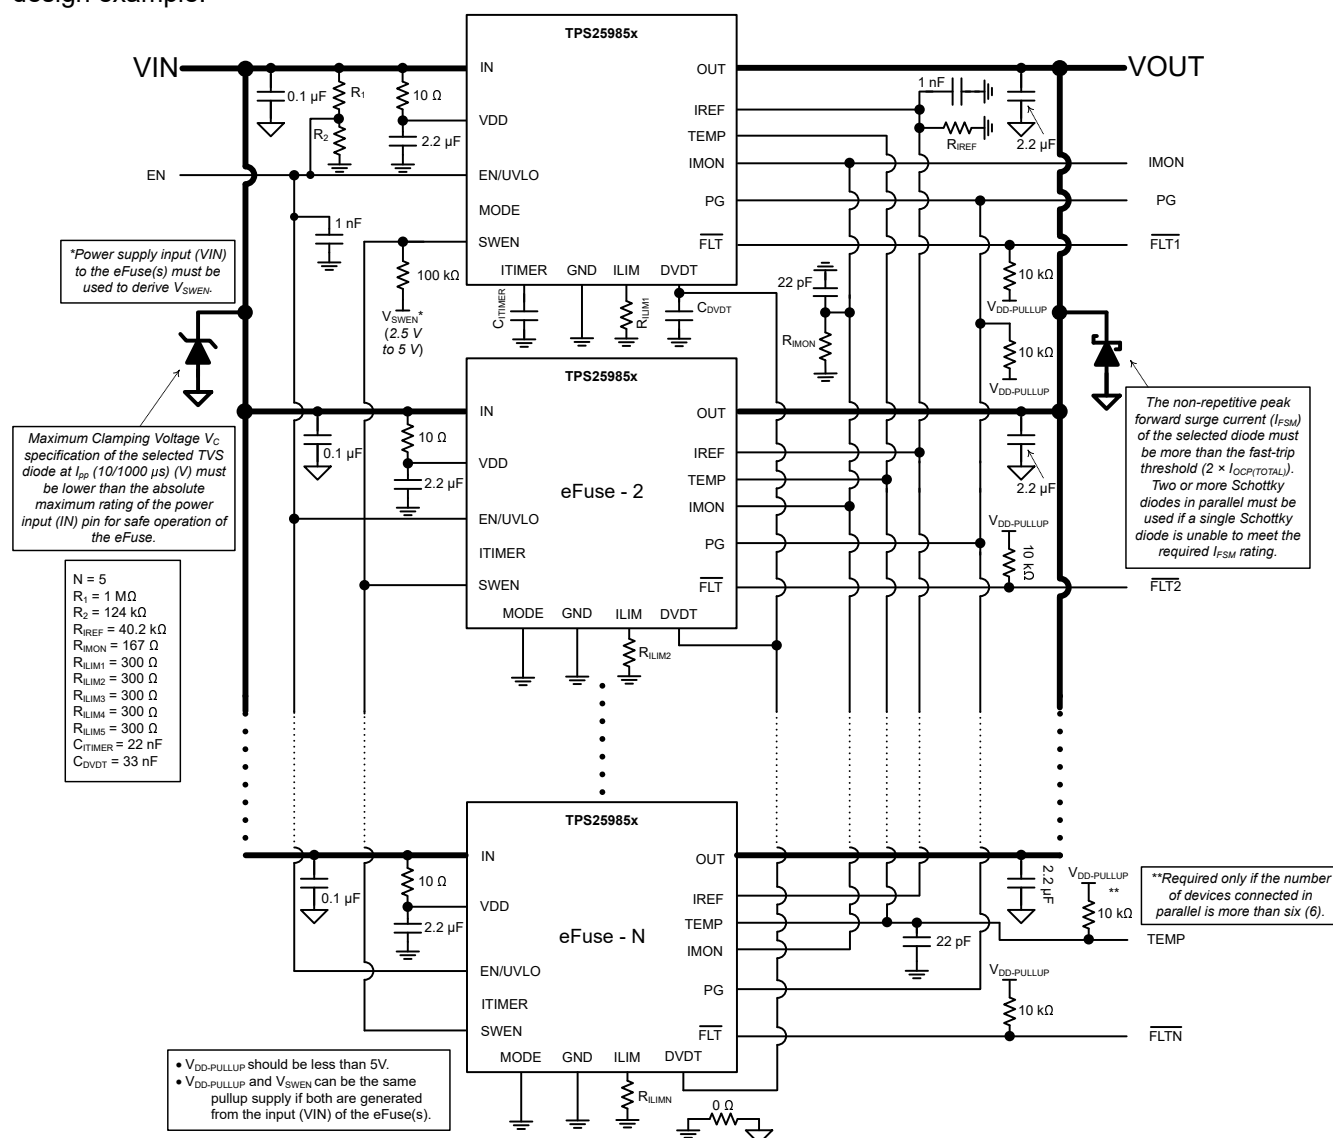 design example.
TPS25985x
VIN
IN
OUT
VOUT
0.1 µF
R1
10 Ω
1 nF
IREF
VDD
TEMP
R2
2.2 µF
RIREF
2.2 µF
IMON
IMON
EN
EN/UVLO
MODE
PG
PG
1 nF
SWEN
FLT
FLT1
*Power supply input (VIN)
to the eFuse(s) must be
used to derive VSWEN.
100 kΩ
ITIMER
GND
ILIM
DVDT
22 pF
10 kΩ
VDD-PULLUP
CITIMER
RILIM1
CDVDT
VSWEN*
(2.5 V
to 5 V)
RIMON
10 kΩ
VDD-PULLUP
TPS25985x
IN
OUT
0.1 µF
10 Ω
IREF
VDD
2.2 µF
TEMP
eFuse - 2
2.2 µF
IMON
EN/UVLO
VDD-PULLUP
ITIMER
PG
10 kΩ
SWEN
FLT
FLT2
MODE
GND
ILIM
DVDT
RILIM2
Maximum Clamping Voltage VC
specification of the selected TVS
diode at Ipp (10/1000 µs) (V) must
be lower than the absolute
maximum rating of the power
input (IN) pin for safe operation of
the eFuse.
The non-repetitive peak
forward surge current (IFSM)
of the selected diode must
be more than the fast-trip
threshold (2 × IOCP(TOTAL)).
Two or more Schottky
diodes in parallel must be
used if a single Schottky
diode is unable to meet the
required IFSM rating.
N = 5
R1 = 1 MΩ
R2 = 124 kΩ
RIREF = 40.2 kΩ
RIMON = 167 Ω
RILIM1 = 300 Ω
RILIM2 = 300 Ω
RILIM3 = 300 Ω
RILIM4 = 300 Ω
RILIM5 = 300 Ω
CITIMER = 22 nF
CDVDT = 33 nF
TPS25985x
IN
OUT
0.1 µF
10 Ω
2.2 µF
IREF
VDD
2.2 µF
TEMP
eFuse - N
22 pF
IMON
EN/UVLO
ITIMER
PG
SWEN
FLT
FLTN
VDD-PULLUP
**
10 kΩ
TEMP
VDD-PULLUP
10 kΩ
**Required only if the number
of devices connected in
parallel is more than six (6).
MODE
GND
ILIM
DVDT
RILIMN
0 Ω
• VDD-PULLUP should be less than 5V.
• VDD-PULLUP and VSWEN can be the same
pullup supply if both are generated
from the input (VIN) of the eFuse(s).